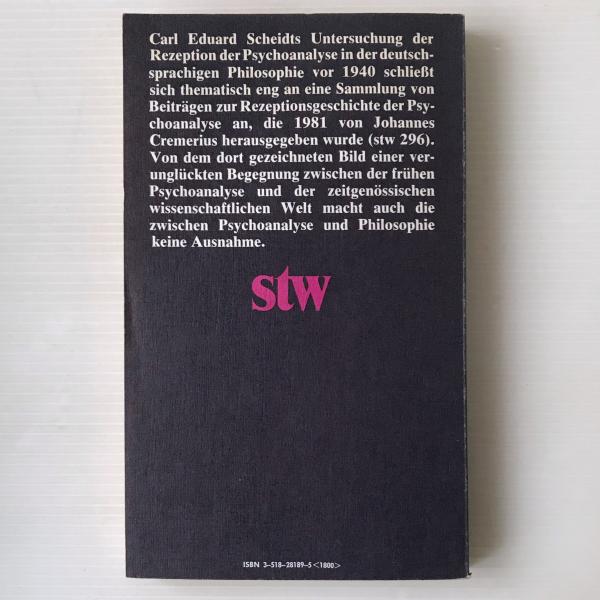 Carl Eduard Scheidts Untersuchung der
Rezeption der Psychoanalyse in der deutsch-
sprachigen Philosophie vor 1940 schließt
sich thematisch eng an eine Sammlung von
Beiträgen zur Rezeptionsgeschichte der Psy-
choanalyse an, die 1981 von Johannes
Cremerius herausgegeben wurde (stw 296).
Von dem dort gezeichneten Bild einer ver-
unglückten Begegnung zwischen der frühen
Psychoanalyse und der zeitgenössischen
wissenschaftlichen Welt macht auch die
zwischen Psychoanalyse und Philosophie
keine Ausnahme.
stw
ISBN 3-518-28189-5 <1800>